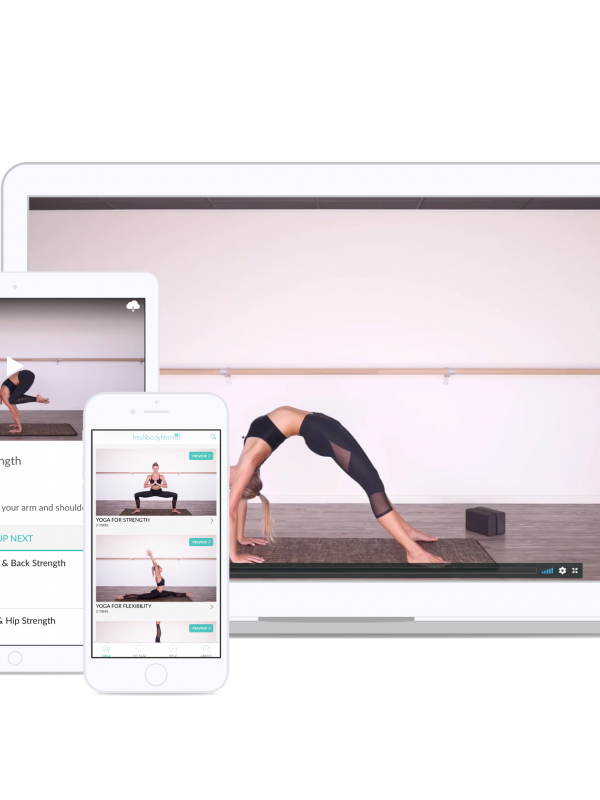 ngth
your arm and shoulde
UP NEXT
& Back Strength
& Hip Strength
freshbodyfitmind
PREVIEW
YOGA FOR STRENGTH
PREVIEW
YOGA FOR FLEXIBILITY
PREVIEW